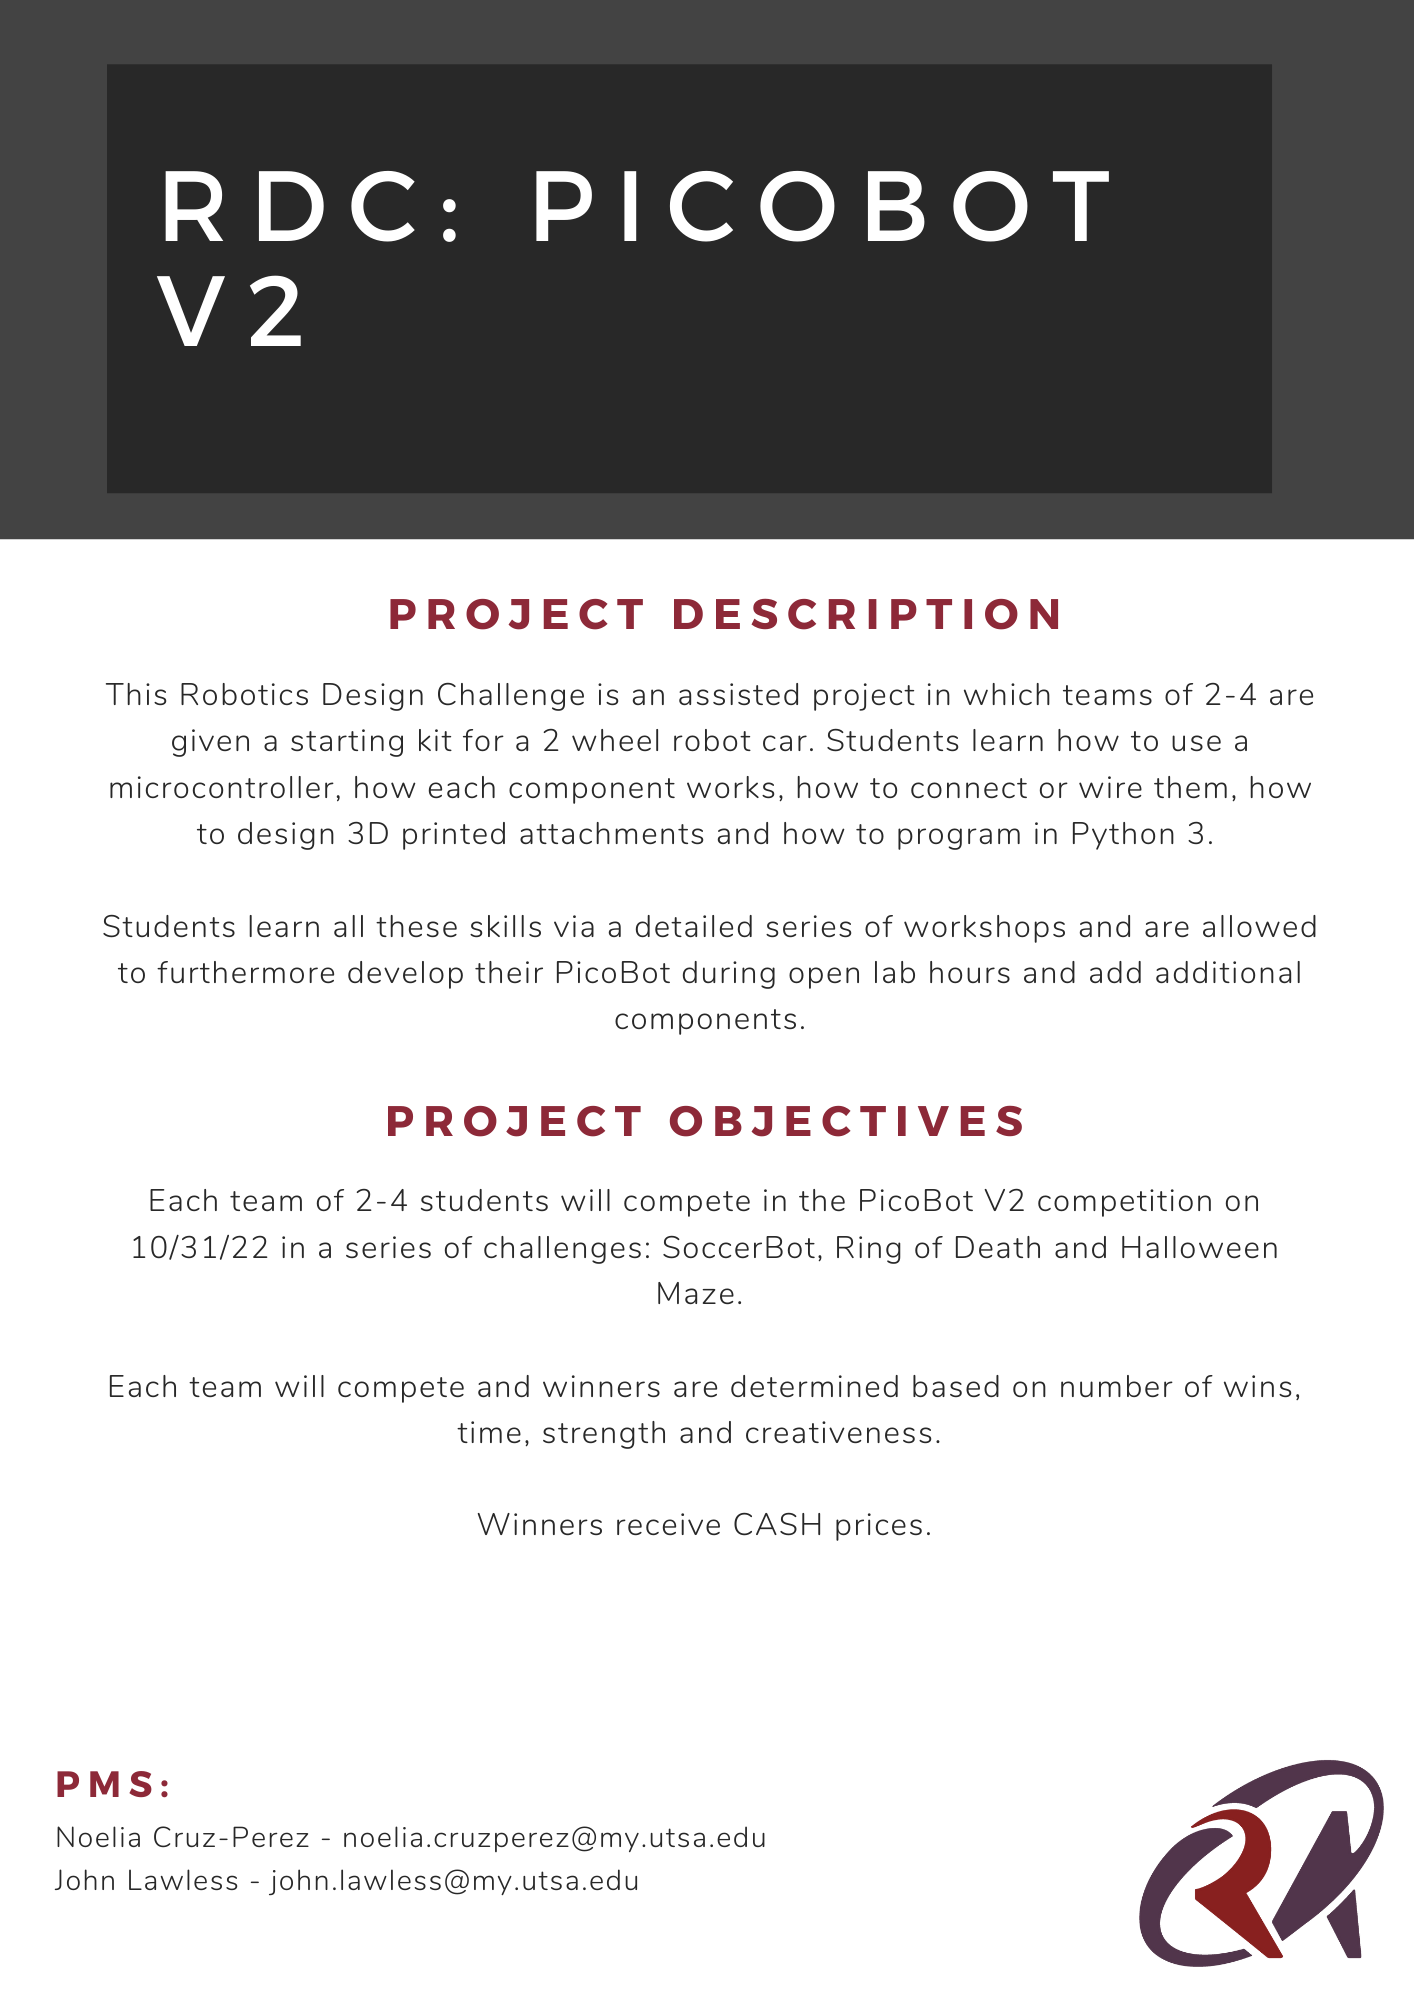 RDC: PICOBOT
V2
PROJECT DESCRIPTION
This Robotics Design Challenge is an assisted project in which teams of 2-4 are
given a starting kit for a 2 wheel robot car. Students learn how to use a
microcontroller, how each component works, how to connect or wire them, how
to design 3D printed attachments and how to program in Python 3.
Students learn all these skills via a detailed series of workshops and are allowed
to furthermore develop their PicoBot during open lab hours and add additional
components.
PROJECT OBJECTIVES
Each team of 2-4 students will compete in the PicoBot V2 competition on
10/31/22 in a series of challenges: SoccerBot, Ring of Death and Halloween
Maze.
Each team will compete and winners are determined based on number of wins,
time, strength and creativeness.
Winners receive CASH prices.
PMS:
Noelia Cruz-Perez - noelia.cruzperez@my.utsa.edu
John Lawless - john.lawless@my.utsa.edu
RA